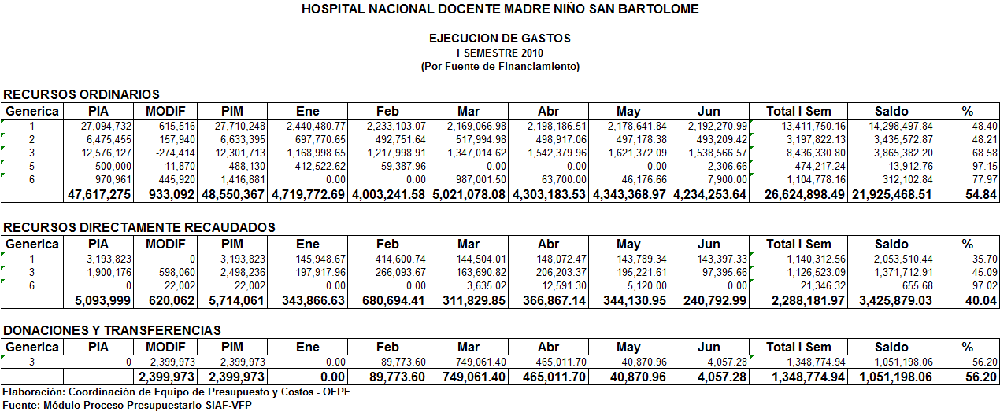 HOSPITAL NACIONAL DOCENTE MADRE NIÑO SAN BARTOLOME
EJECUCION DE GASTOS
I SEMESTRE 2010
(Por Fuente de Financiamiento)
RECURSOS ORDINARIOS
Generica PIA MODIF PIM Ene Feb Mar Abr May Jun Total I Sem Saldo %
1 27,094,732 615,516 27,710,248 2,440,480.77 2,233,103.07 2,169,066.98 2,198,186.51 2,178,641.84 2,192,270.99 13,411,750.16 14,298,497.84 48.40
2 6,475,455 157,940 6,633,395 697,770.65 492,751.64 517,994.98 498,917.06 497,178.38 493,209.42 3,197,822.13 3,435,572.87 48.21
3 12,576,127 -274,414 12,301,713 1,168,998.65 1,217,998.91 1,347,014.62 1,542,379.96 1,621,372.09 1,538,566.57 8,436,330.80 3,865,382.20 68.58
5 500,000 -11,870 488,130 412,522.62 59,387.96 0.00 0.00 0.00 2,306.66 474,217.24 13,912.76 97.15
6 970,961 445,920 1,416,881 0.00 0.00 987,001.50 63,700.00 46,176.66 7,900.00 1,104,778.16 312,102.84 77.97
47,617,275 933,092 48,550,367 4,719,772.69 4,003,241.58 5,021,078.08 4,303,183.53 4,343,368.97 4,234,253.64 26,624,898.49 21,925,468.51 54.84
RECURSOS DIRECTAMENTE RECAUDADOS
Generica PIA MODIF PIM Ene Feb Mar Abr May Jun Total I Sem Saldo %
1 3,193,823 0 3,193,823 145,948.67 414,600.74 144,504.01 148,072.47 143,789.34 143,397.33 1,140,312.56 2,053,510.44 35.70
3 1,900,176 598,060 2,498,236 197,917.96 266,093.67 163,690.82 206,203.37 195,221.61 97,395.66 1,126,523.09 1,371,712.91 45.09
6 0 22,002 22,002 0.00 0.00 3,635.02 12,591.30 5,120.00 0.00 21,346.32 655.68 97.02
5,093,999 620,062 5,714,061 343,866.63 680,694.41 311,829.85 366,867.14 344,130.95 240,792.99 2,288,181.97 3,425,879.03 40.04
DONACIONES Y TRANSFERENCIAS
Generica PIA MODIF PIM Ene Feb Mar Abr May Jun Total I Sem Saldo %
3 0 2,399,973 2,399,973 0.00 89,773.60 749,061.40 465,011.70 40,870.96 4,057.28 1,348,774.94 1,051,198.06 56.20
2,399,973 2,399,973 0.00 89,773.60 749,061.40 465,011.70 40,870.96 4,057.28 1,348,774.94 1,051,198.06 56.20
Elaboración: Coordinación de Equipo de Presupuesto y Costos - OEPE
Fuente: Módulo Proceso Presupuestario SIAF-VFP